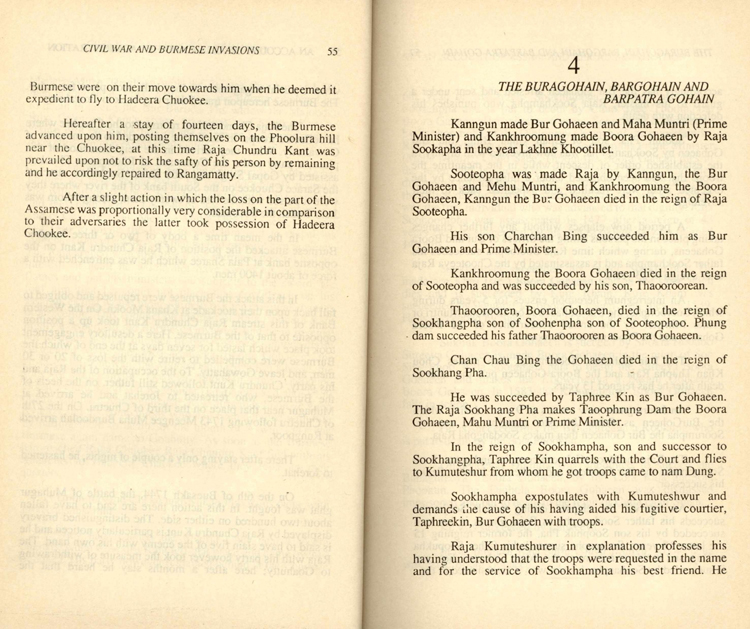 CIVIL WAR AND BURMESE INVASIONS 55
Burmese were on their move towards him when he deemed it
expedient to fly to Hadeera Chuokee.
Hereafter a stay of fourteen days, the Burmese
advanced upon him, posting themselves on the Phoolura hill
near the Chuokee, at this time Raja Chundru Kant was
prevailed upon not to risk the safty of his person by remaining
and he accordingly repaired to Rangamatty.
After a slight action in which the loss on the part of the
Assamese was proportionally very considerable in comparison
to their adversaries the latter took possession of Hadeera
Chookee.
4
THE BURAGOHAIN, BARGOHAIN AND
BARPATRA GOHAIN
Kanngun made Bur Gohaeen and Maha Muntri (Prime
Minister) and Kankhroomung made Boora Gohaeen by Raja
Sookapha in the year Lakhne Khootillet.
Sooteopha was made Raja by Kanngun, the Bur
Gohaeen and Mehu Muntri, and Kankhroomung the Boora
Gohaeen, Kanngun the Bur Gohaeen died in the reign of Raja
Sooteopha.
His son Charchan Bing succeeded him as Bur
Gohaeen and Prime Minister.
Kankhroomung the Boora Gohaeen died in the reign
of Sooteopha and was succeeded by his son, Thaooroorean.
Thaoorooren, Boora Gohaeen, died in the reign of
Sookhangpha son of Soohenpha son of Sooteophoo. Phung
dam succeeded his father Thaoorooren as Boora Gohaeen.
Chan Chau Bing the Gohaeen died in the reign of
Sookhang Pha.
He was succeeded by Taphree Kin as Bur Gohaeen.
The Raja Sookhang Pha makes Taoophrung Dam the Boora
Gohaeen, Mahu Muntri or Prime Minister.
In the reign of Sookhampha, son and successor to
Sookhangpha, Taphree Kin quarrels with the Court and flies
to Kumuteshur from whom he got troops came to nam Dung.
Sookhampha expostulates with Kumuteshwur and
demands the cause of his having aided his fugitive courtier,
Taphreekin, Bur Gohaeen with troops.
Raja Kumuteshurer in explanation professes his
having understood that the troops were requested in the name
and for the service of Sookhampha his best friend. He